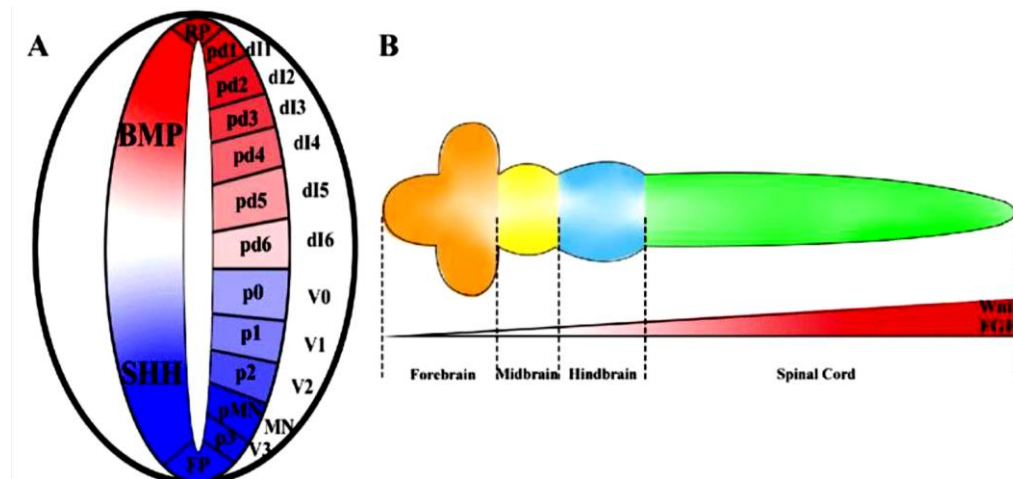 A
RP
pd1 dI1
pd2 dI2
pd3 dI3
pd4 dI4
pd5 dI5
pd6 dI6
p0 V0
p1 V1
p2 V2
pMN MN
p3 V3
FP
BMP
SHH
B
Forebrain
Midbrain
Hindbrain
Spinal Cord